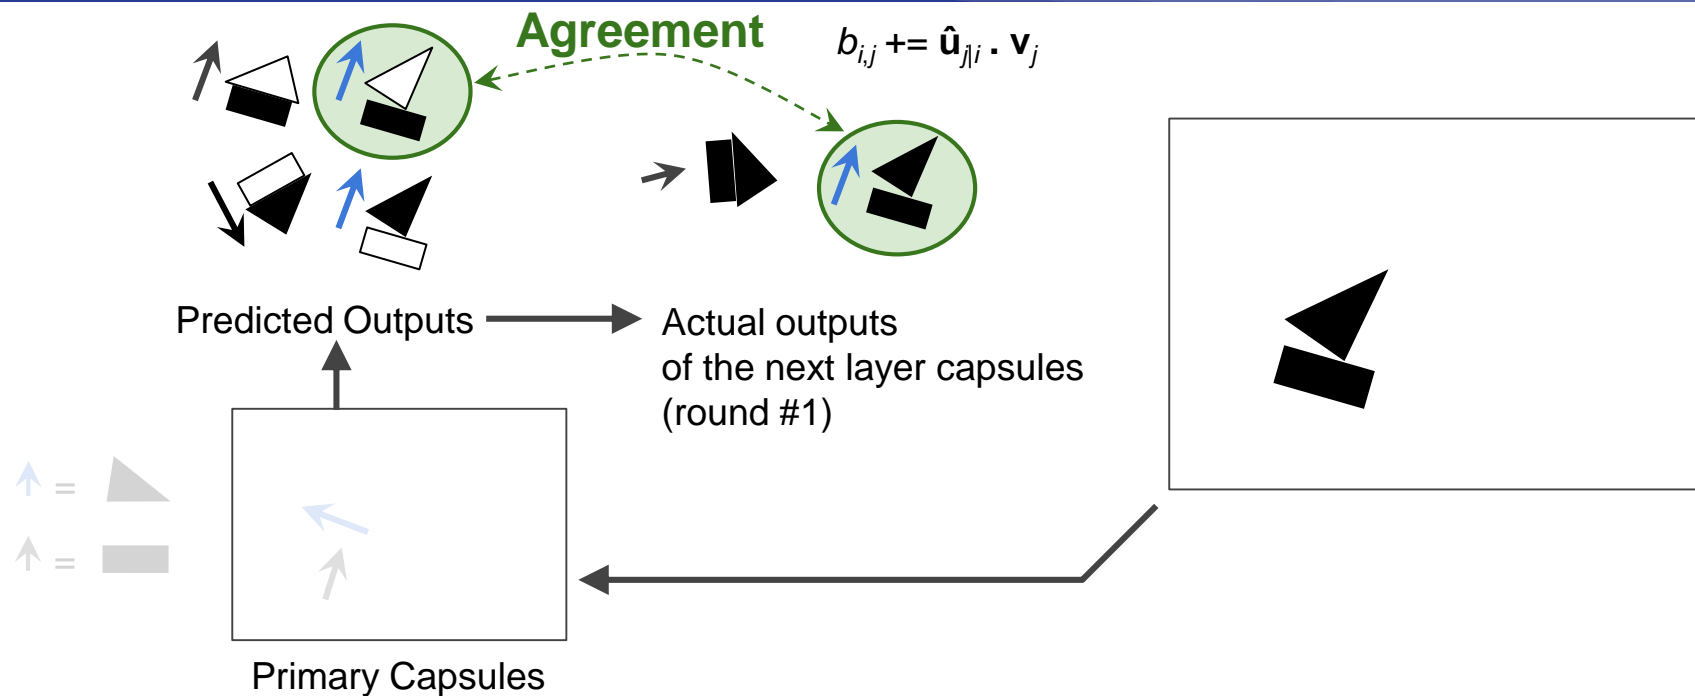 Agreement
b_{i,j} += û_{j|i} . v_j
Predicted Outputs
Actual outputs
of the next layer capsules
(round #1)
=
=
Primary Capsules